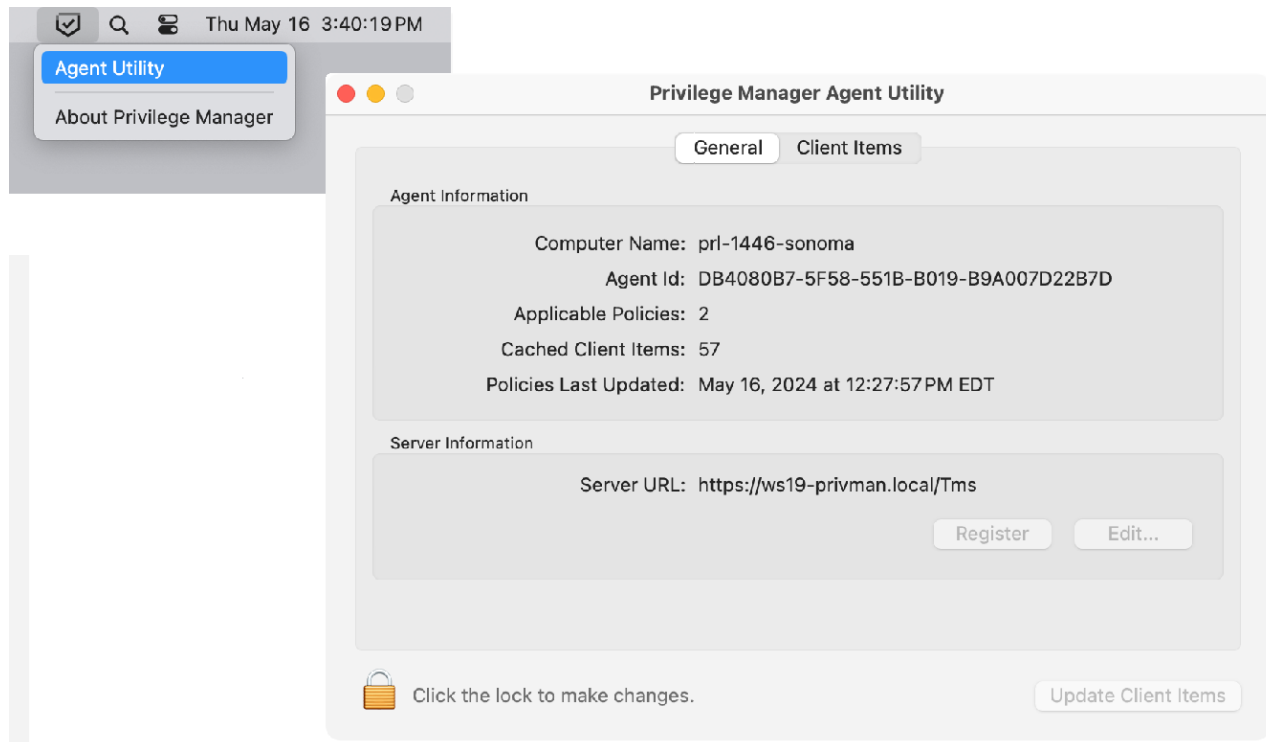 Thu May 16 3:40:19 PM
Agent Utility
About Privilege Manager
Privilege Manager Agent Utility
General Client Items
Agent Information
Computer Name: prl-1446-sonoma
Agent Id: DB4080B7-5F58-551B-B019-B9A007D22B7D
Applicable Policies: 2
Cached Client Items: 57
Policies Last Updated: May 16, 2024 at 12:27:57 PM EDT
Server Information
Server URL: https://ws19-privman.local/Tms
Register Edit...
Click the lock to make changes. Update Client Items